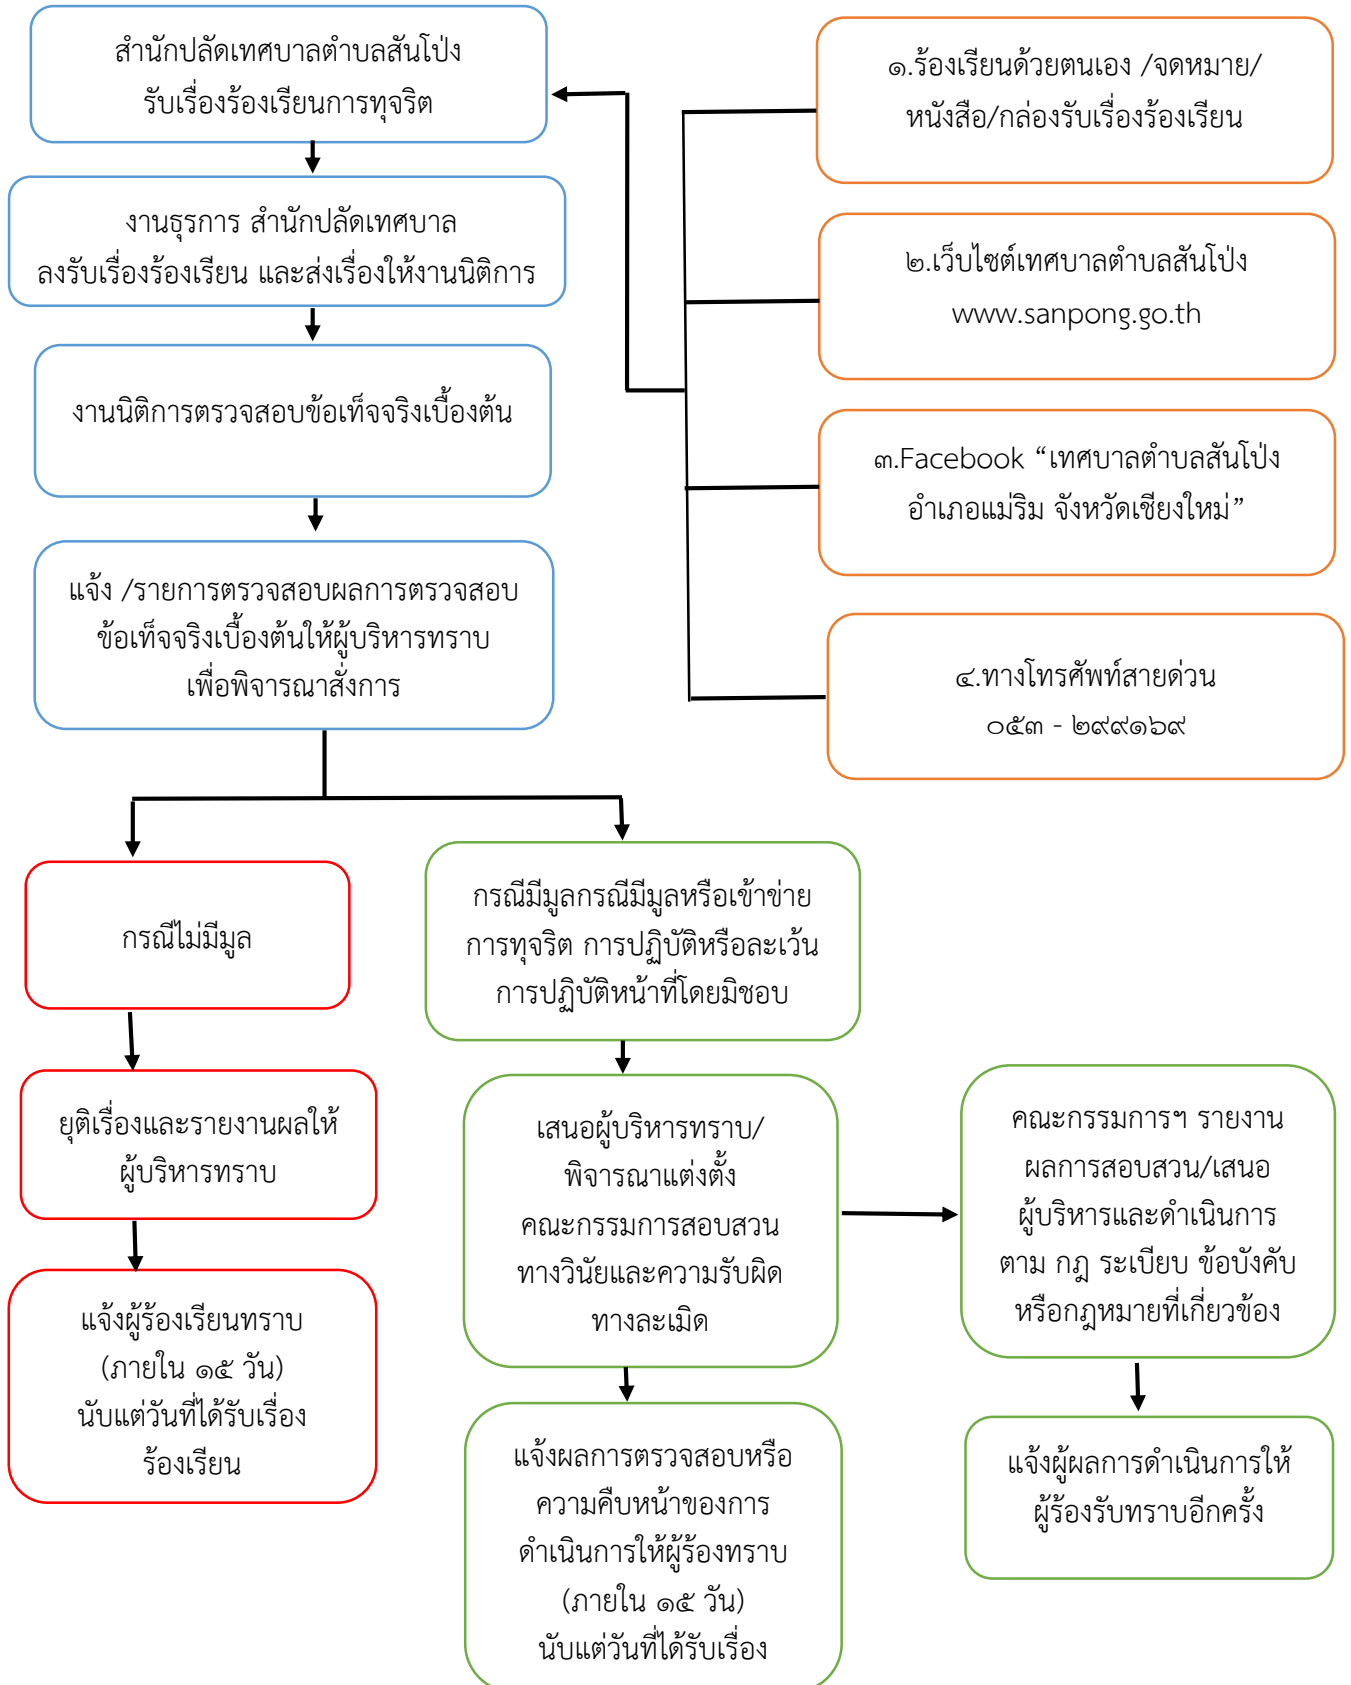 สำนักปลัดเทศบาลตำบลสันโป่ง
รับเรื่องร้องเรียนการทุจริต
งานธุรการ สำนักปลัดเทศบาล
ลงรับเรื่องร้องเรียน และส่งเรื่องให้งานนิติการ
งานนิติการตรวจสอบข้อเท็จจริงเบื้องต้น
แจ้ง /รายการตรวจสอบผลการตรวจสอบ
ข้อเท็จจริงเบื้องต้นให้ผู้บริหารทราบ
เพื่อพิจารณาสั่งการ
๑.ร้องเรียนด้วยตนเอง /จดหมาย/
หนังสือ/กล่องรับเรื่องร้องเรียน
๒.เว็บไซต์เทศบาลตำบลสันโป่ง
www.sanpong.go.th
๓.Facebook “เทศบาลตำบลสันโป่ง
อำเภอแม่ริม จังหวัดเชียงใหม่”
๔.ทางโทรศัพท์สายด่วน
๐๕๓ - ๒๙๙๑๖๙
กรณีไม่มีมูล
ยุติเรื่องและรายงานผลให้
ผู้บริหารทราบ
แจ้งผู้ร้องเรียนทราบ
(ภายใน ๑๕ วัน)
นับแต่วันที่ได้รับเรื่อง
ร้องเรียน
กรณีมีมูลกรณีมีมูลหรือเข้าข่าย
การทุจริต การปฏิบัติหรือละเว้น
การปฏิบัติหน้าที่โดยมิชอบ
เสนอผู้บริหารทราบ/
พิจารณาแต่งตั้ง
คณะกรรมการสอบสวน
ทางวินัยและความรับผิด
ทางละเมิด
แจ้งผลการตรวจสอบหรือ
ความคืบหน้าของการ
ดำเนินการให้ผู้ร้องทราบ
(ภายใน ๑๕ วัน)
นับแต่วันที่ได้รับเรื่อง
คณะกรรมการฯ รายงาน
ผลการสอบสวน/เสนอ
ผู้บริหารและดำเนินการ
ตาม กฎ ระเบียบ ข้อบังคับ
หรือกฎหมายที่เกี่ยวข้อง
แจ้งผู้ผลการดำเนินการให้
ผู้ร้องรับทราบอีกครั้ง